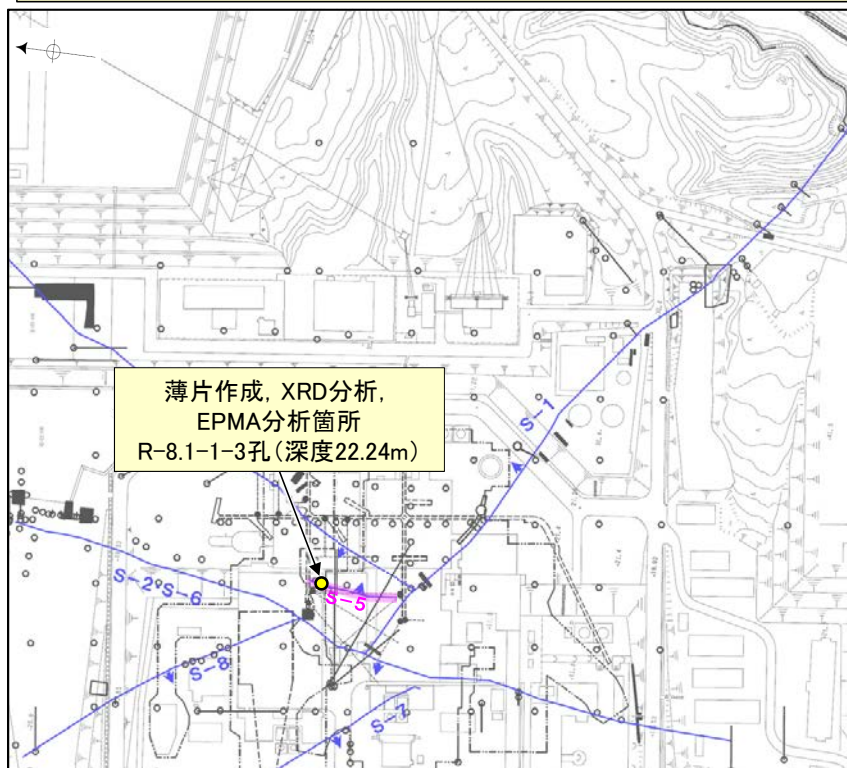 薄片作成, XRD分析,
EPMA分析箇所
R-8.1-1-3孔(深度22.24m)
S-1
S-2・S-6
S-5
S-8
S-7